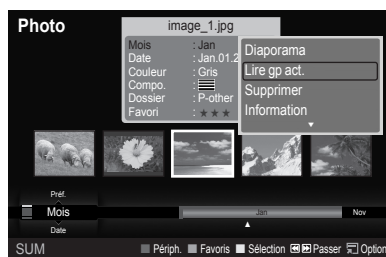 Photo
image_1.jpg
Mois : Jan
Date : Jan.01.2
Couleur : Gris
Compo. :
Dossier : P-other
Favori : ★ ★ ★
Diaporama
Lire gp act.
Supprimer
Information
Préf.
Mois
Jan
Nov
Date
SUM
Périph.
Favoris
Sélection
Passer
Option